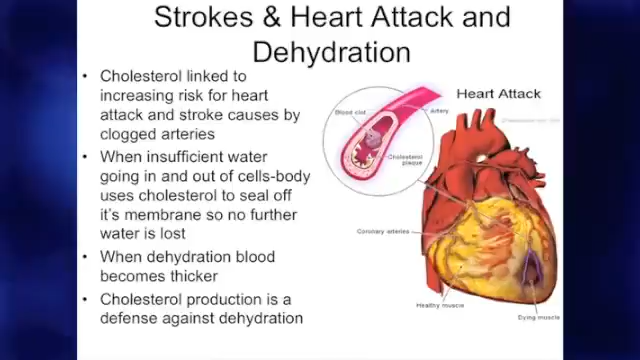 Strokes & Heart Attack and
Dehydration
• Cholesterol linked to
increasing risk for heart
attack and stroke causes by
clogged arteries
• When insufficient water
going in and out of cells-body
uses cholesterol to seal off
it's membrane so no further
water is lost
• When dehydration blood
becomes thicker
• Cholesterol production is a
defense against dehydration
Heart Attack
Blood clot
Artery
Cholesterol
plaque
Coronary arteries
Healthy muscle
Dying muscle